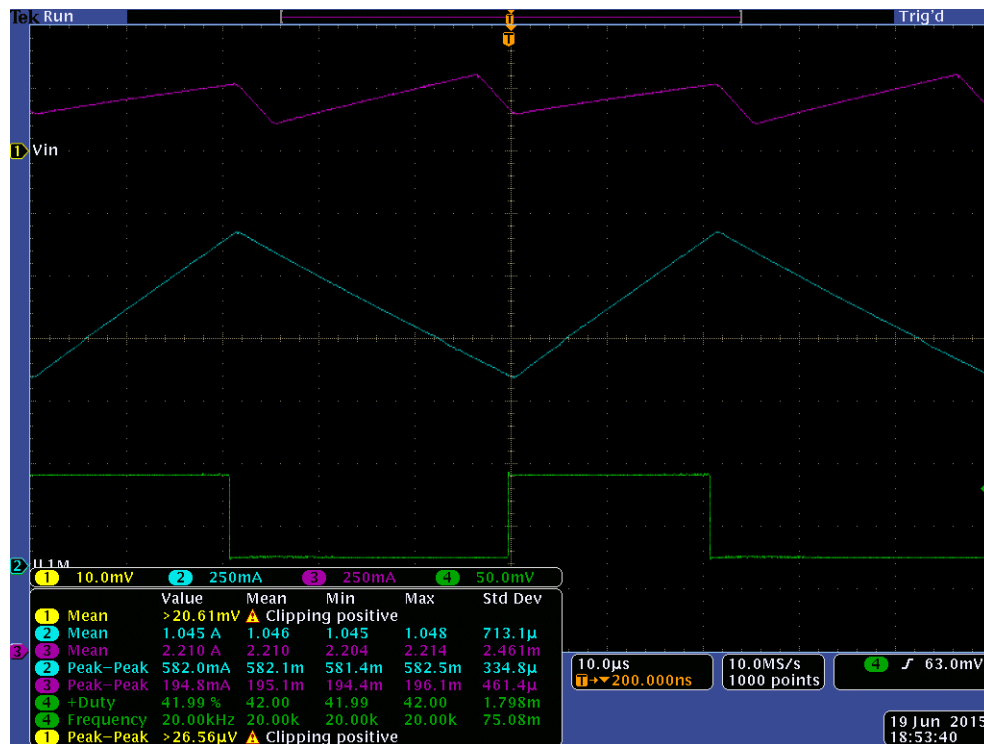 Tek Run Trig'd
T
T
1 Vin
2
1 10.0mV 2 250mA 3 250mA 4 50.0mV
Value Mean Min Max Std Dev
1 Mean >20.61mV Clipping positive
2 Mean 1.045 A 1.046 1.045 1.048 713.1µ
3 Mean 2.210 A 2.210 2.204 2.214 2.461m
2 Peak-Peak 582.0mA 582.1m 581.4m 582.5m 334.8µ
3 Peak-Peak 194.8mA 195.1m 194.4m 196.1m 461.4µ
4 +Duty 41.99 % 42.00 41.99 42.00 1.798m
4 Frequency 20.00kHz 20.00k 20.00k 20.00k 75.08m
1 Peak-Peak >26.56µV Clipping positive
3
10.0µs
T→▼200.000ns
10.0MS/s
1000 points
4 63.0mV
19 Jun 2015
18:53:40